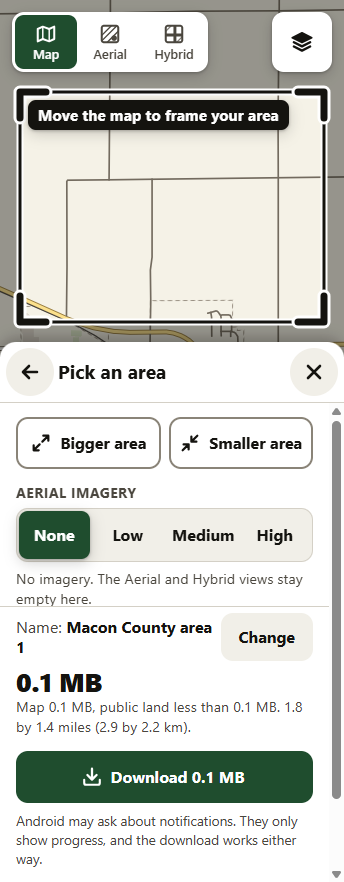 Map
Aerial
Hybrid
Move the map to frame your area
Pick an area
Bigger area
Smaller area
AERIAL IMAGERY
None
Low
Medium
High
No imagery. The Aerial and Hybrid views stay
empty here.
Name: Macon County area
1
Change
0.1 MB
Map 0.1 MB, public land less than 0.1 MB. 1.8
by 1.4 miles (2.9 by 2.2 km).
Download 0.1 MB
Android may ask about notifications. They only
show progress, and the download works either
way.